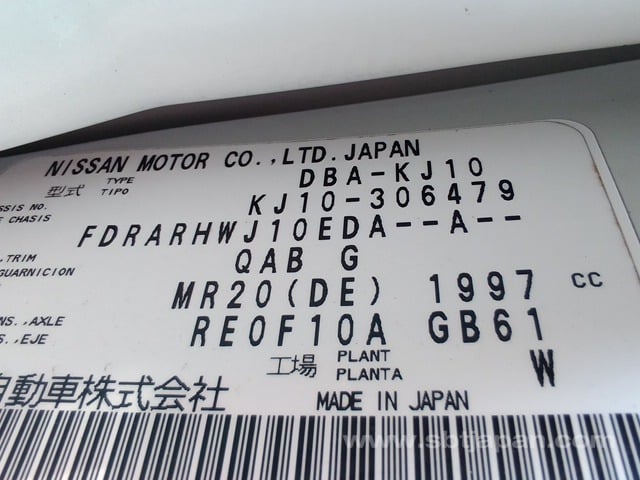 NISSAN MOTOR CO.,LTD.JAPAN
型式 TYPE TIPO DBA-KJ10
SIS NO. CHASIS KJ10-306479
FDRARHWJ10EDA--A--
,TRIM GUARNICION QAB G
MR20(DE) 1997 CC
NS.,AXLE S.,EJE RE0F10A GB61
工場 PLANT PLANTA W
自動車株式会社 MADE IN JAPAN
www.sbtjapan.com